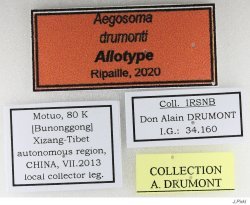 Aegosoma
drumonti
Allotype
Ripaille, 2020
Motuo, 80 K
[Bunonggong]
Xizang-Tibet
autonomous region,
CHINA, VII.2013
local collector leg.
Coll. IRSNB
Don Alain DRUMONT
I.G.: 34.160
COLLECTION
A. DRUMONT